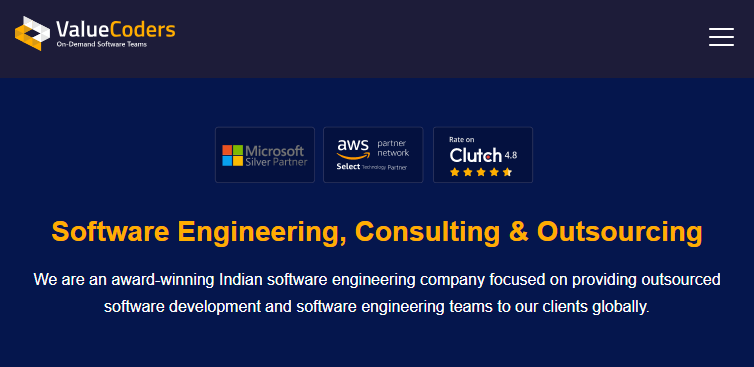 ValueCoders
On-Demand Software Teams
Microsoft
Silver Partner
aws partner
network
Select Technology Partner
Rate on
Clutch 4.8
Software Engineering, Consulting & Outsourcing
We are an award-winning Indian software engineering company focused on providing outsourced
software development and software engineering teams to our clients globally.